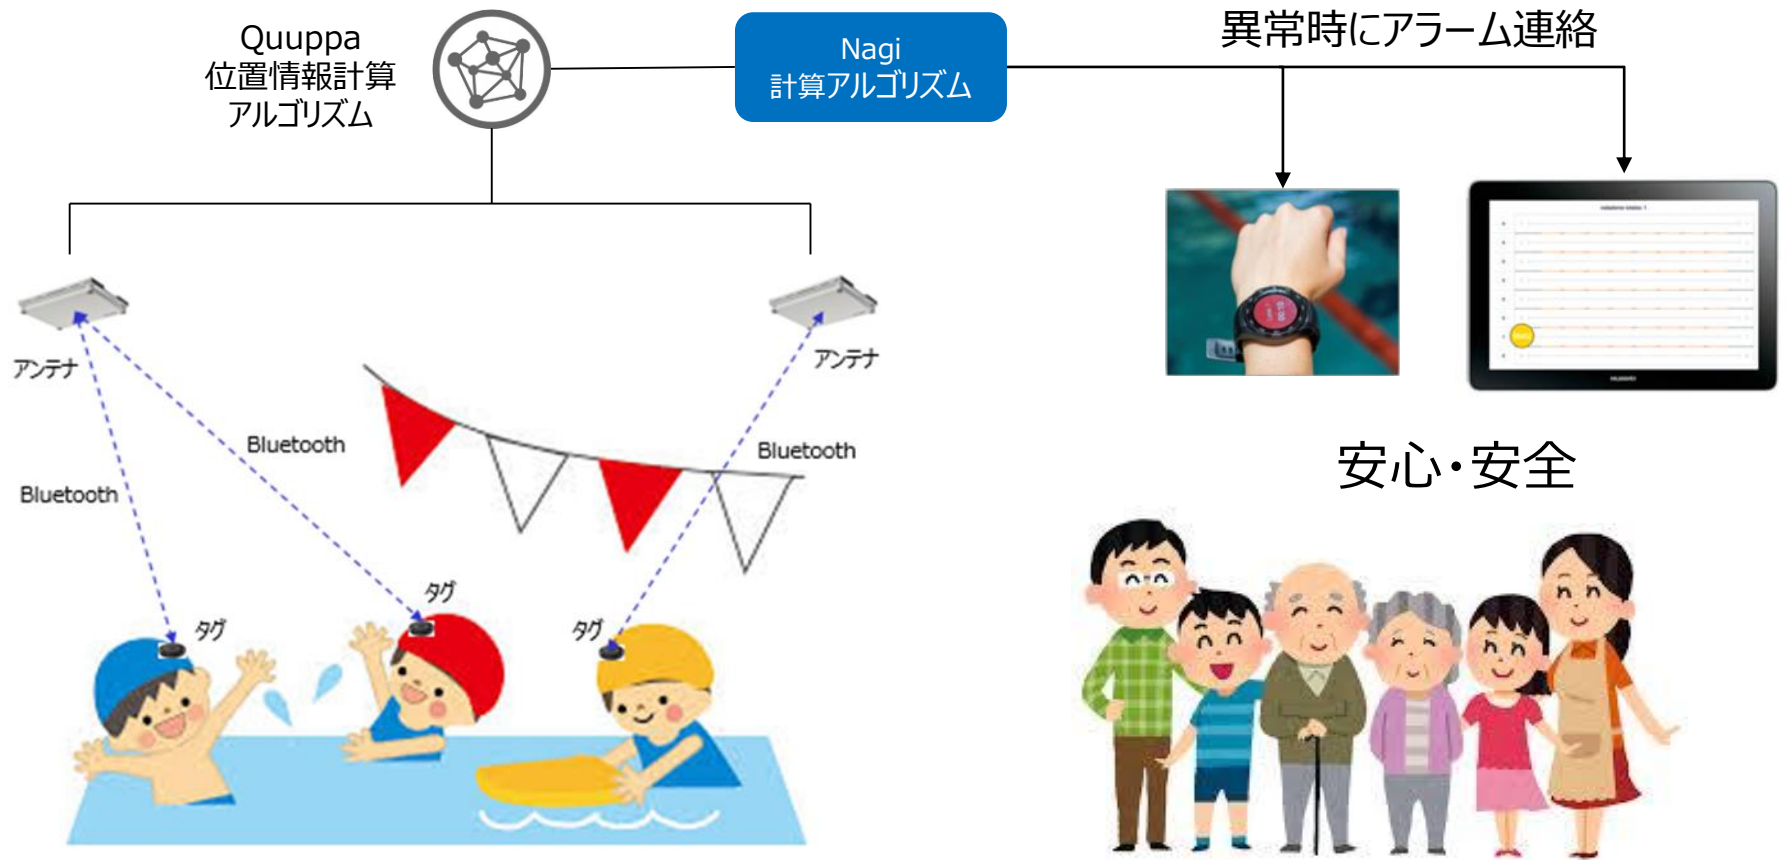 Quuppa
位置情報計算
アルゴリズム
Nagi
計算アルゴリズム
異常時にアラーム連絡
アンテナ
アンテナ
Bluetooth
Bluetooth
Bluetooth
タグ
タグ
タグ
安心・安全